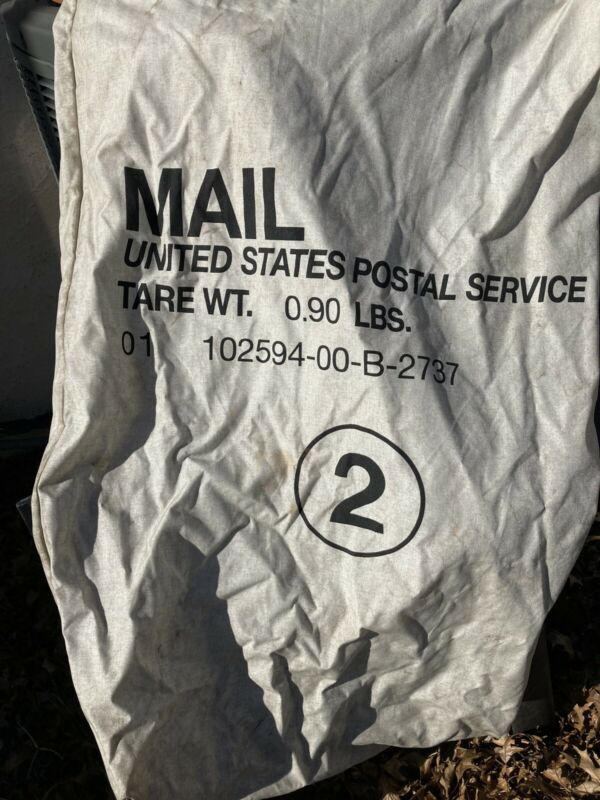 MAIL
UNITED STATES POSTAL SERVICE
TARE WT. 0.90 LBS.
01 102594-00-B-2737
2